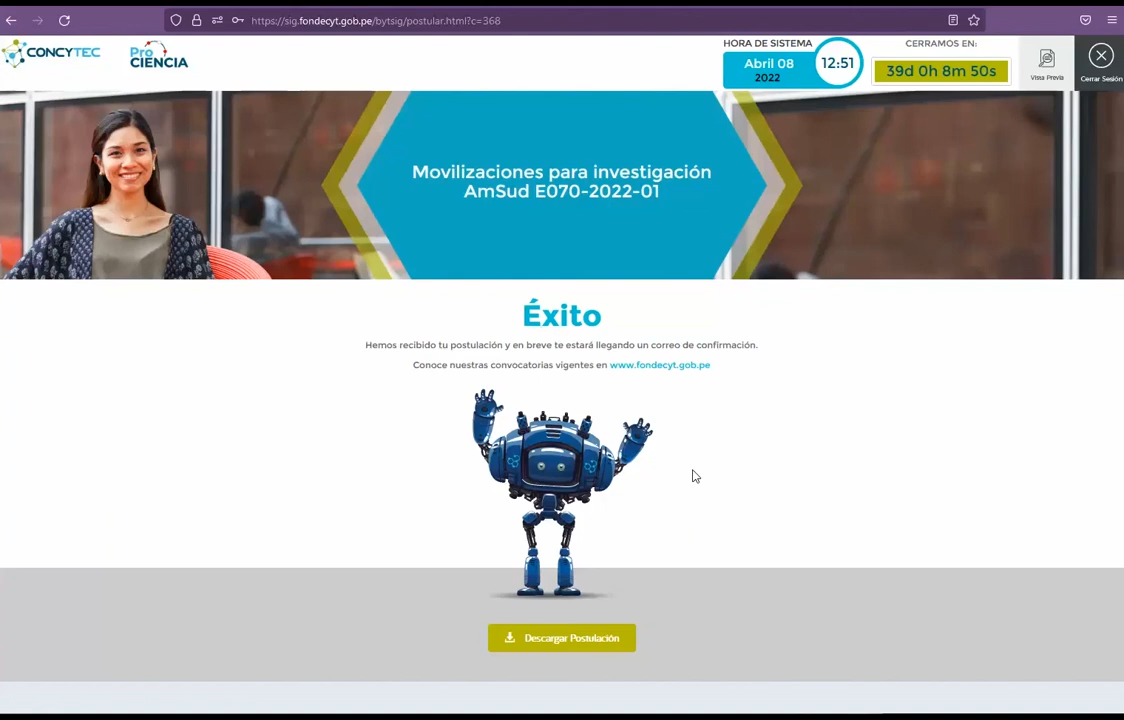 https://sig.fondecyt.gob.pe/bytsig/postular.html?c=368
CONCYTEC
Pro
CIENCIA
HORA DE SISTEMA
Abril 08
2022
12:51
CERRAMOS EN:
39d 0h 8m 50s
Vista Previa
Cerrar Sesión
Movilizaciones para investigación
AmSud E070-2022-01
Éxito
Hemos recibido tu postulación y en breve te estará llegando un correo de confirmación.
Conoce nuestras convocatorias vigentes en www.fondecyt.gob.pe
Descargar Postulación